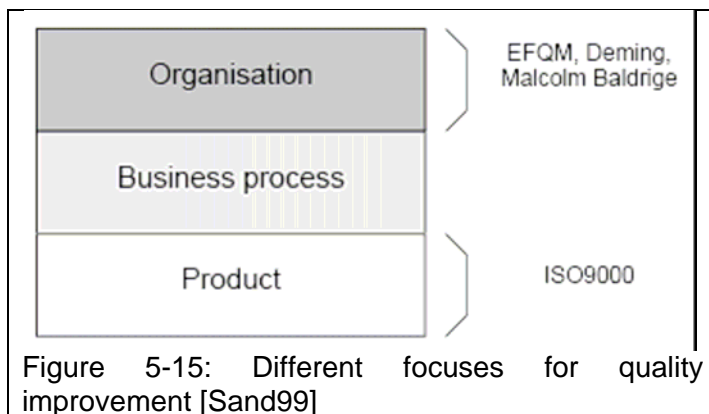 Organisation
EFQM, Deming,
Malcolm Baldrige
Business process
Product
ISO9000
Figure 5-15: Different focuses for quality
improvement [Sand99]